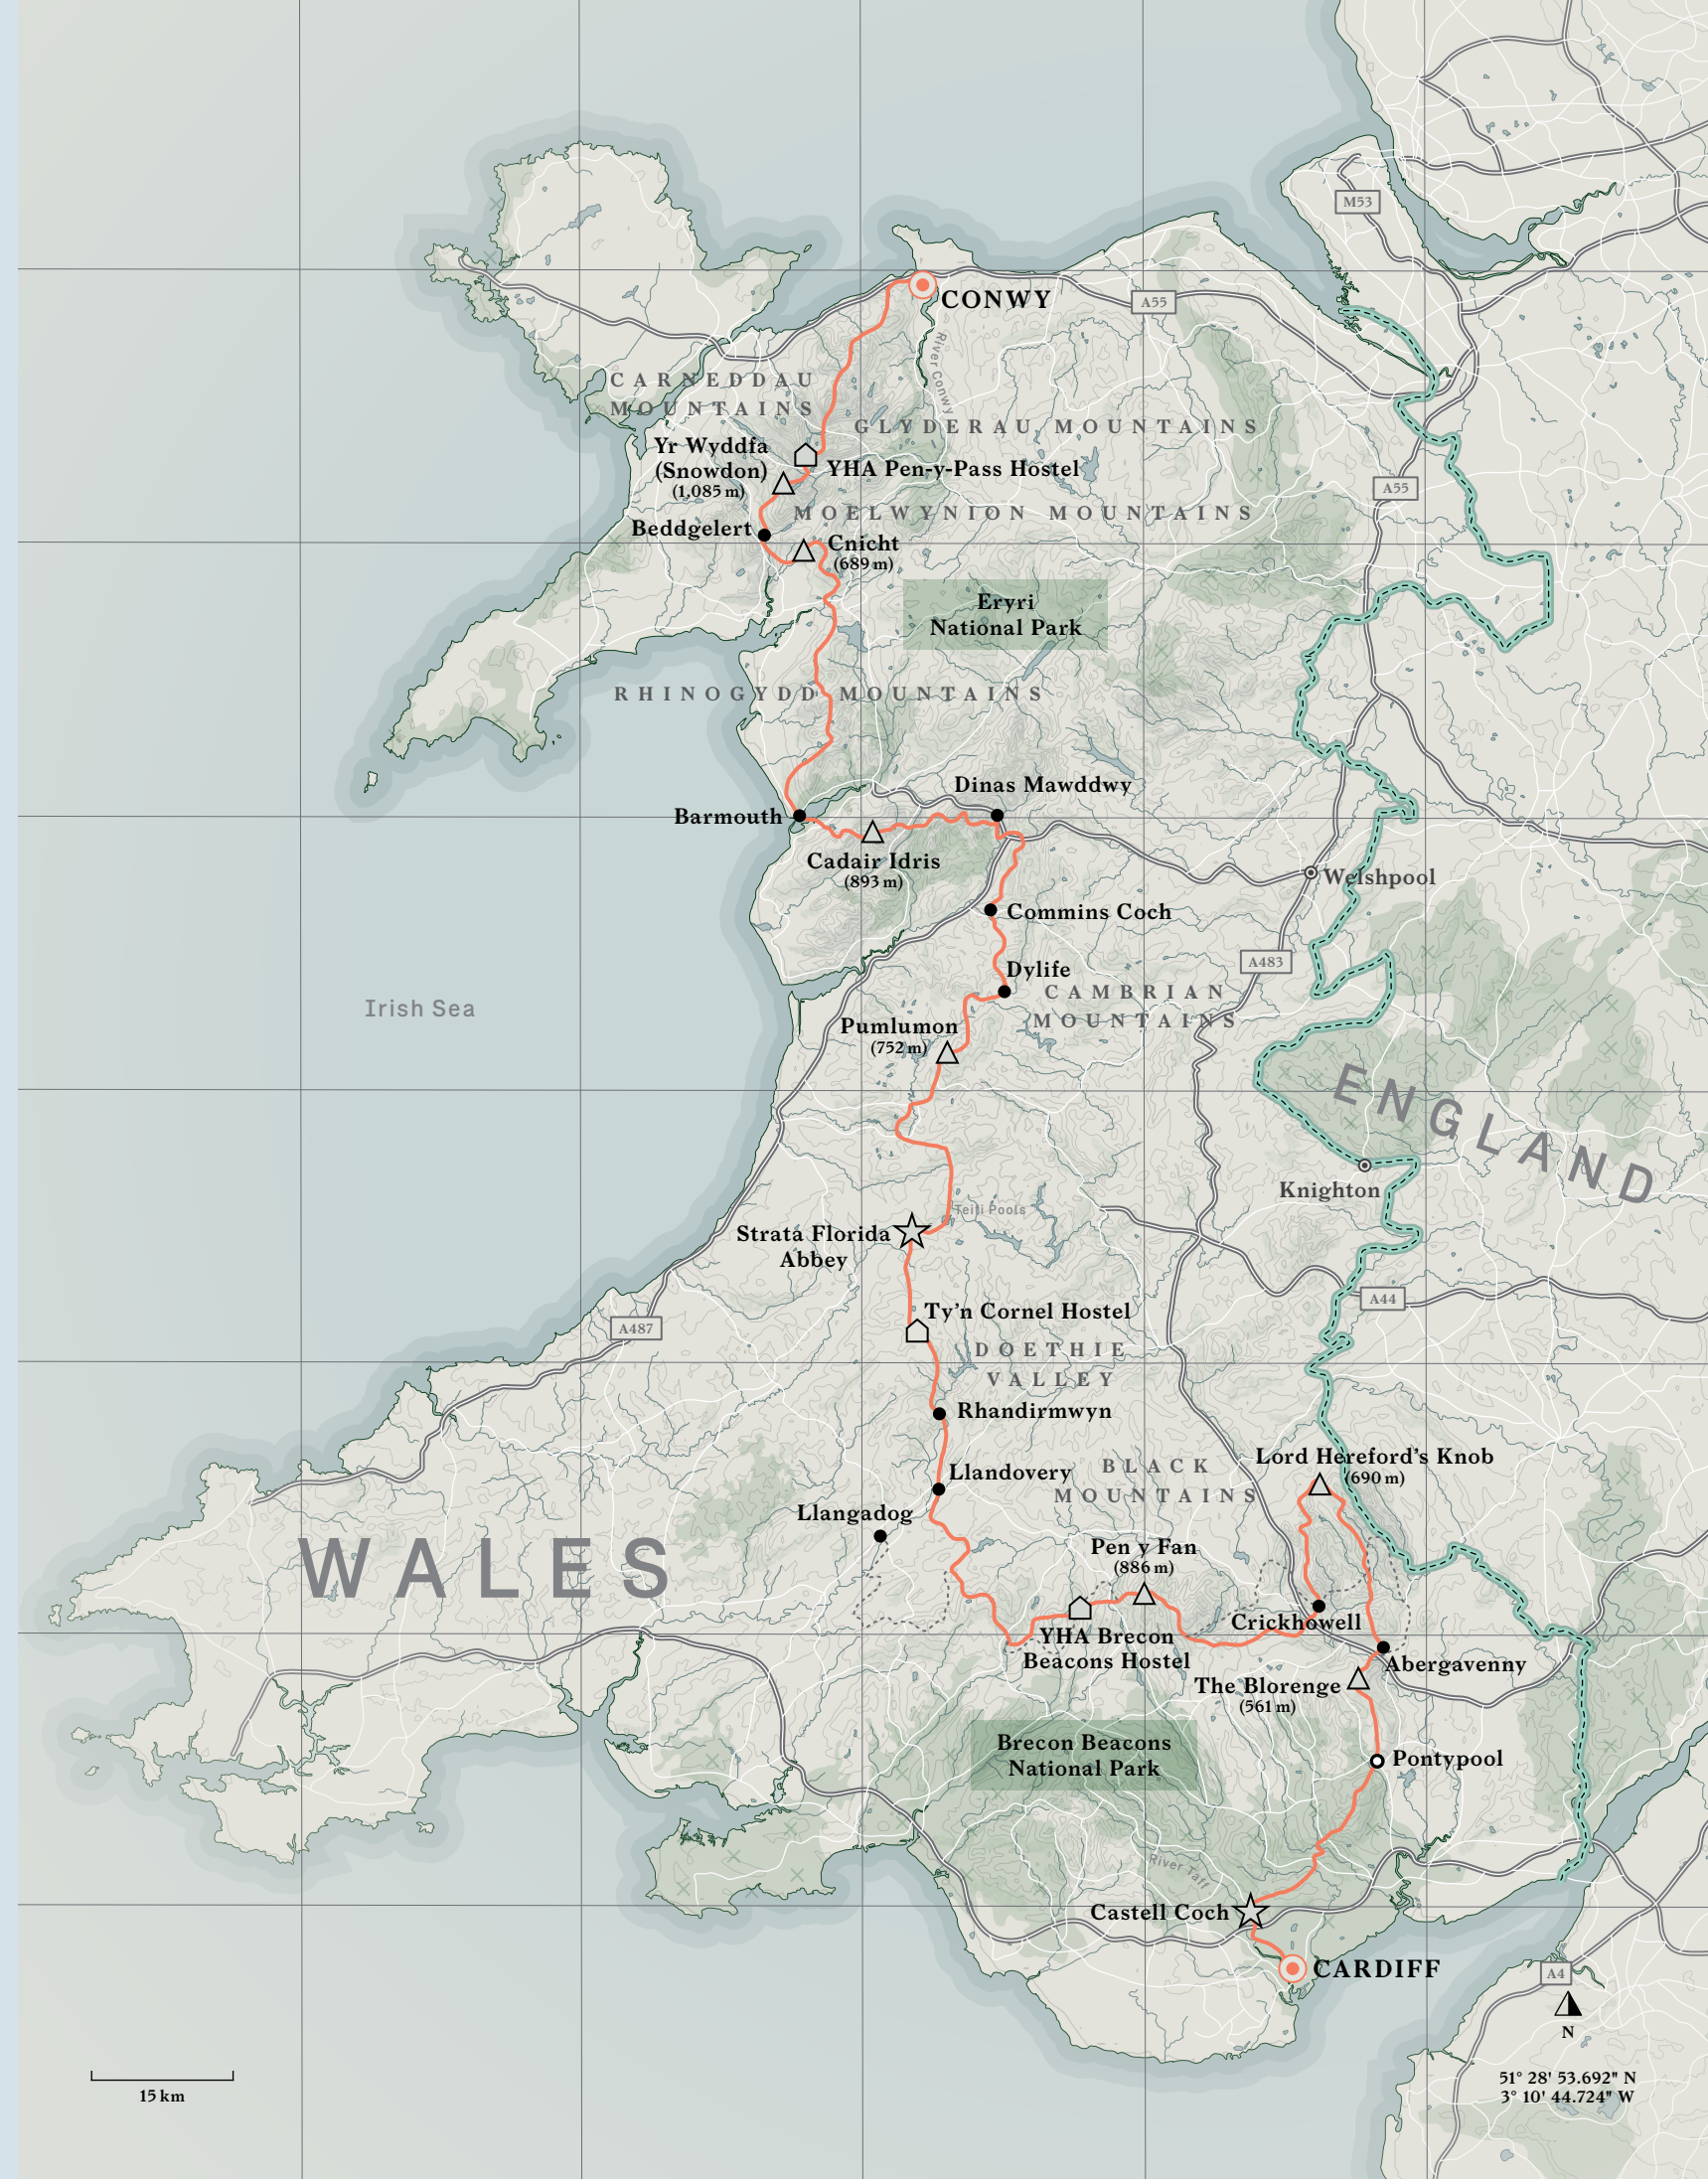 M53
CONWY
A55
River Conwy
CARNEDDAU
MOUNTAINS
GLYDERAU MOUNTAINS
Yr Wyddfa
(Snowdon)
(1,085 m)
YHA Pen-y-Pass Hostel
A55
MOELWYNION MOUNTAINS
Beddgelert
Cnicht
(689 m)
Eryri
National Park
RHINOGYDD MOUNTAINS
Dinas Mawddwy
Barmouth
Cadair Idris
(893 m)
Welshpool
Commins Coch
A483
Dylife
CAMBRIAN
MOUNTAINS
Irish Sea
Pumlumon
(752 m)
ENGLAND
Knighton
Teifi Pools
Strata Florida
Abbey
A44
Ty'n Cornel Hostel
A487
DOETHIE
VALLEY
Rhandirmwyn
Lord Hereford's Knob
(690 m)
BLACK
MOUNTAINS
Llandovery
Llangadog
WALES
Pen y Fan
(886 m)
Crickhowell
YHA Brecon
Beacons Hostel
Abergavenny
The Blorenge
(561 m)
Brecon Beacons
National Park
Pontypool
River Taff
Castell Coch
CARDIFF
A4
N
15 km
51° 28' 53.692" N
3° 10' 44.724" W